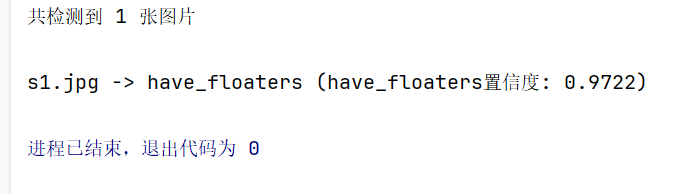 共检测到 1 张图片
s1.jpg -> have_floaters (have_floaters置信度: 0.9722)
进程已结束，退出代码为 0